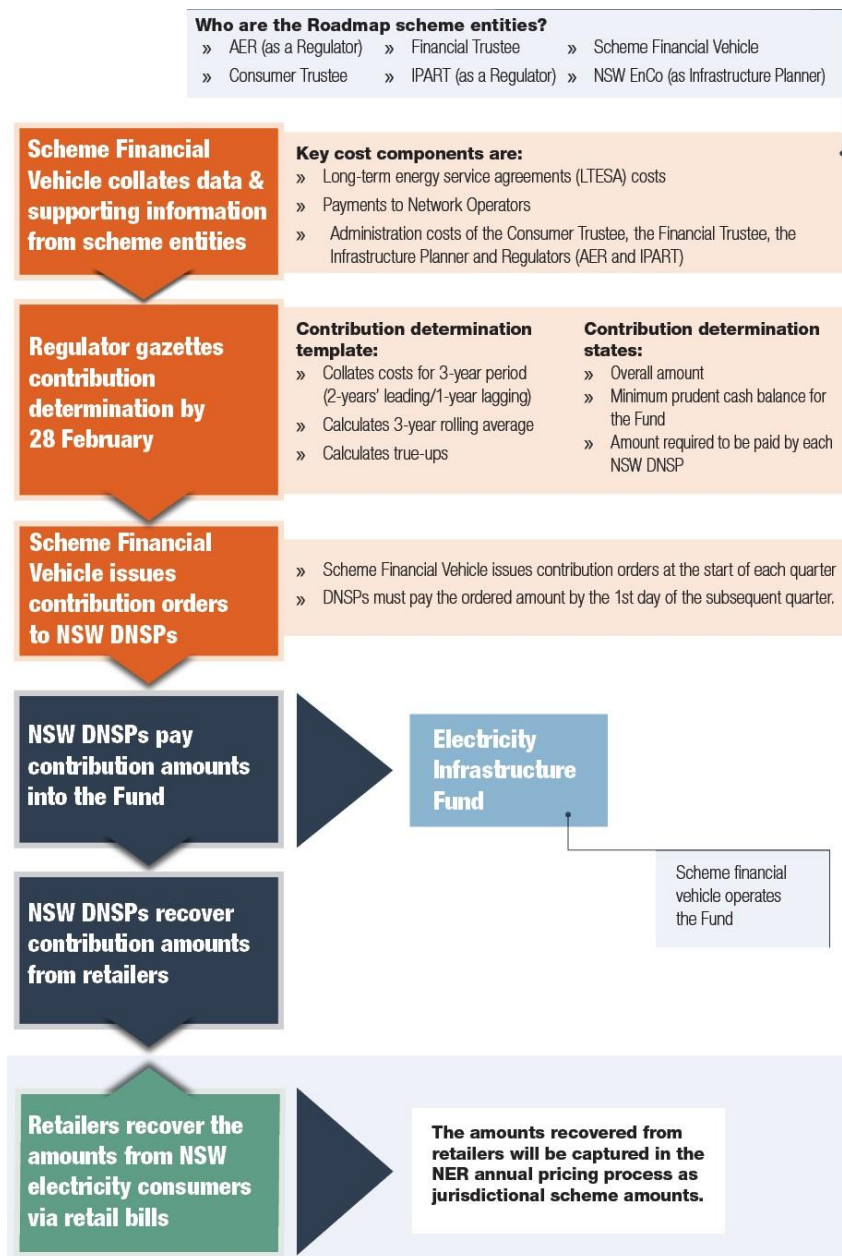 Who are the Roadmap scheme entities?
» AER (as a Regulator) » Financial Trustee » Scheme Financial Vehicle
» Consumer Trustee » IPART (as a Regulator) » NSW EnCo (as Infrastructure Planner)
Scheme Financial
Vehicle collates data &
supporting information
from scheme entities
Key cost components are:
» Long-term energy service agreements (LTESA) costs
» Payments to Network Operators
» Administration costs of the Consumer Trustee, the Financial Trustee, the
Infrastructure Planner and Regulators (AER and IPART)
Regulator gazettes
contribution
determination by
28 February
Contribution determination
template:
» Collates costs for 3-year period
(2-years' leading/1-year lagging)
» Calculates 3-year rolling average
» Calculates true-ups
Contribution determination
states:
» Overall amount
» Minimum prudent cash balance for
the Fund
» Amount required to be paid by each
NSW DNSP
Scheme Financial
Vehicle issues
contribution orders
to NSW DNSPs
» Scheme Financial Vehicle issues contribution orders at the start of each quarter
» DNSPs must pay the ordered amount by the 1st day of the subsequent quarter.
NSW DNSPs pay
contribution amounts
into the Fund
Electricity
Infrastructure
Fund
Scheme financial
vehicle operates
the Fund
NSW DNSPs recover
contribution amounts
from retailers
Retailers recover the
amounts from NSW
electricity consumers
via retail bills
The amounts recovered from
retailers will be captured in the
NER annual pricing process as
jurisdictional scheme amounts.